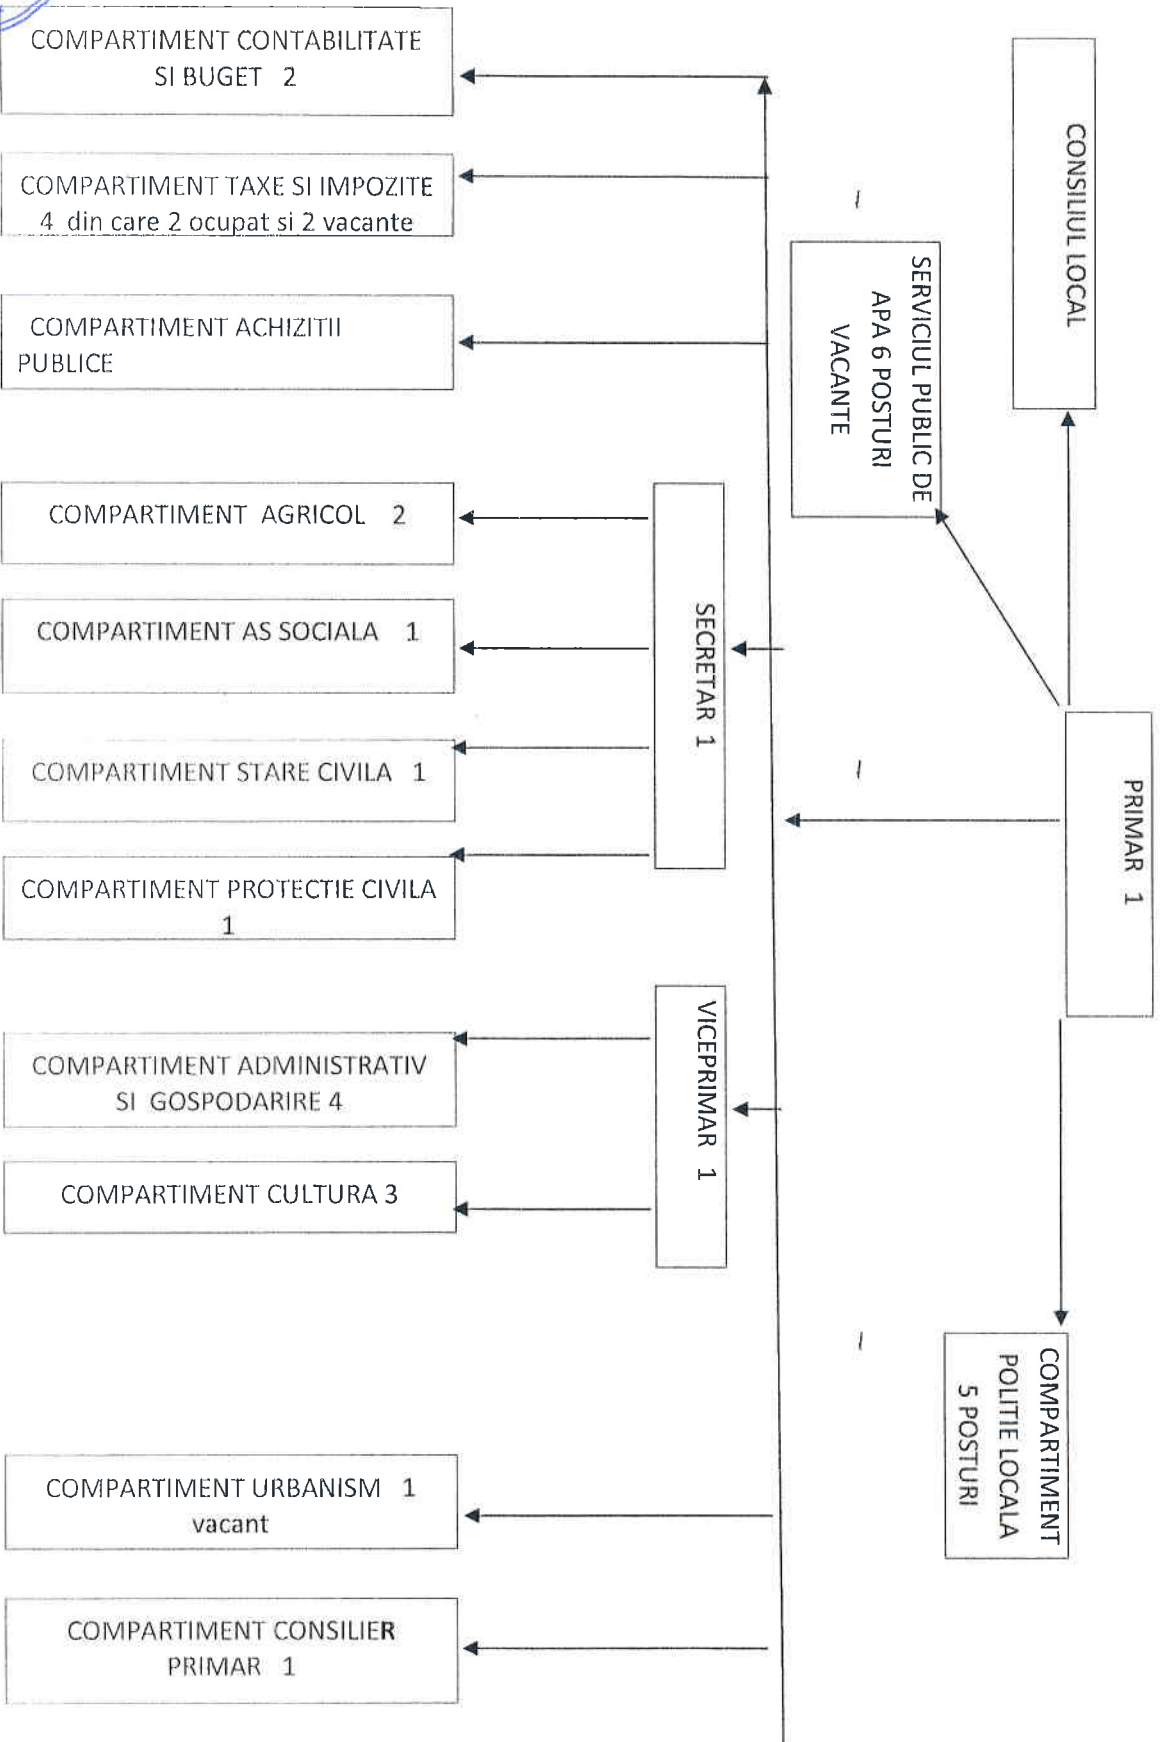 CONSILIUL LOCAL
PRIMAR 1
SERVICIUL PUBLIC DE
APA 6 POSTURI
VACANTE
COMPARTIMENT
POLITIE LOCALA
5 POSTURI
SECRETAR 1
VICEPRIMAR 1
COMPARTIMENT CONTABILITATE
SI BUGET 2
COMPARTIMENT TAXE SI IMPOZITE
4 din care 2 ocupat si 2 vacante
COMPARTIMENT ACHIZITII
PUBLICE
COMPARTIMENT AGRICOL 2
COMPARTIMENT AS SOCIALA 1
COMPARTIMENT STARE CIVILA 1
COMPARTIMENT PROTECTIE CIVILA
1
COMPARTIMENT ADMINISTRATIV
SI GOSPODARIRE 4
COMPARTIMENT CULTURA 3
COMPARTIMENT URBANISM 1
vacant
COMPARTIMENT CONSILIER
PRIMAR 1